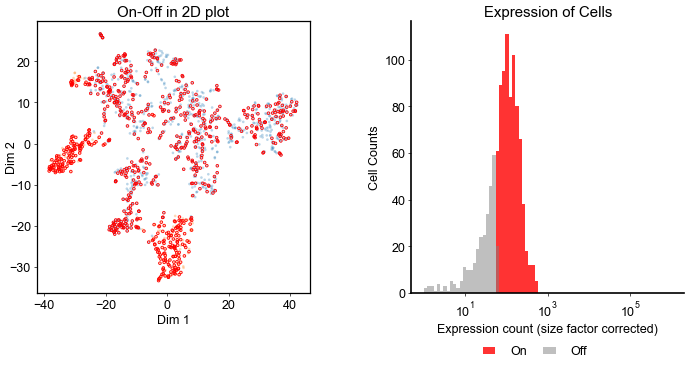 On-Off in 2D plot
20
10
0
−10
−20
−30
Dim 2
−40
−20
0
20
40
Dim 1
Expression of Cells
100
80
60
40
20
0
Cell Counts
10^1
10^3
10^5
Expression count (size factor corrected)
On
Off